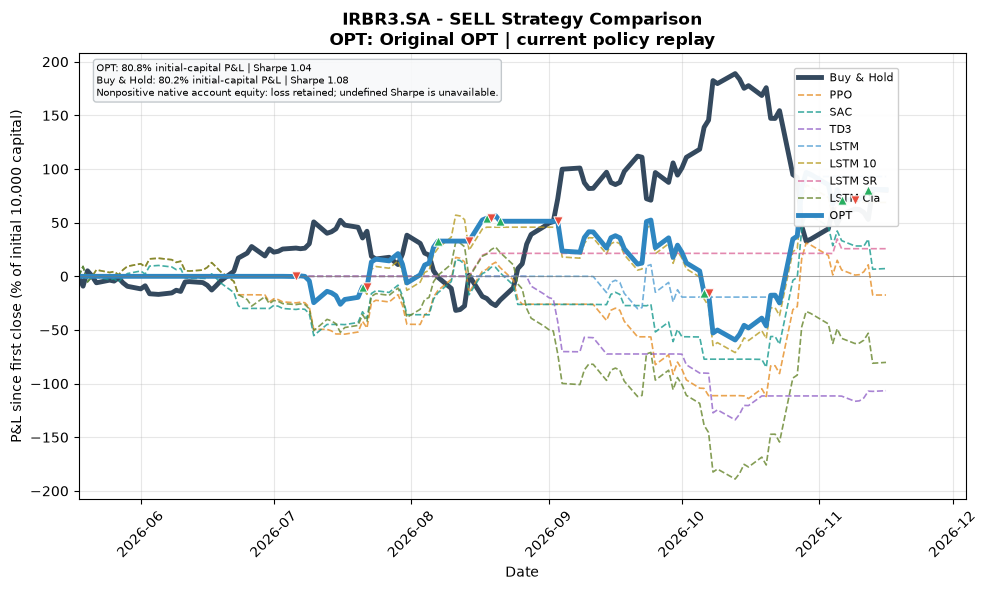 IRBR3.SA - SELL Strategy Comparison
OPT: Original OPT | current policy replay
OPT: 80.8% initial-capital P&L | Sharpe 1.04
Buy & Hold: 80.2% initial-capital P&L | Sharpe 1.08
Nonpositive native account equity: loss retained; undefined Sharpe is unavailable.
Buy & Hold
PPO
SAC
TD3
LSTM
LSTM 10
LSTM SR
LSTM Cla
OPT
P&L since first close (% of initial 10,000 capital)
200
150
100
50
0
−50
−100
−150
−200
2026-06
2026-07
2026-08
2026-09
2026-10
2026-11
2026-12
Date